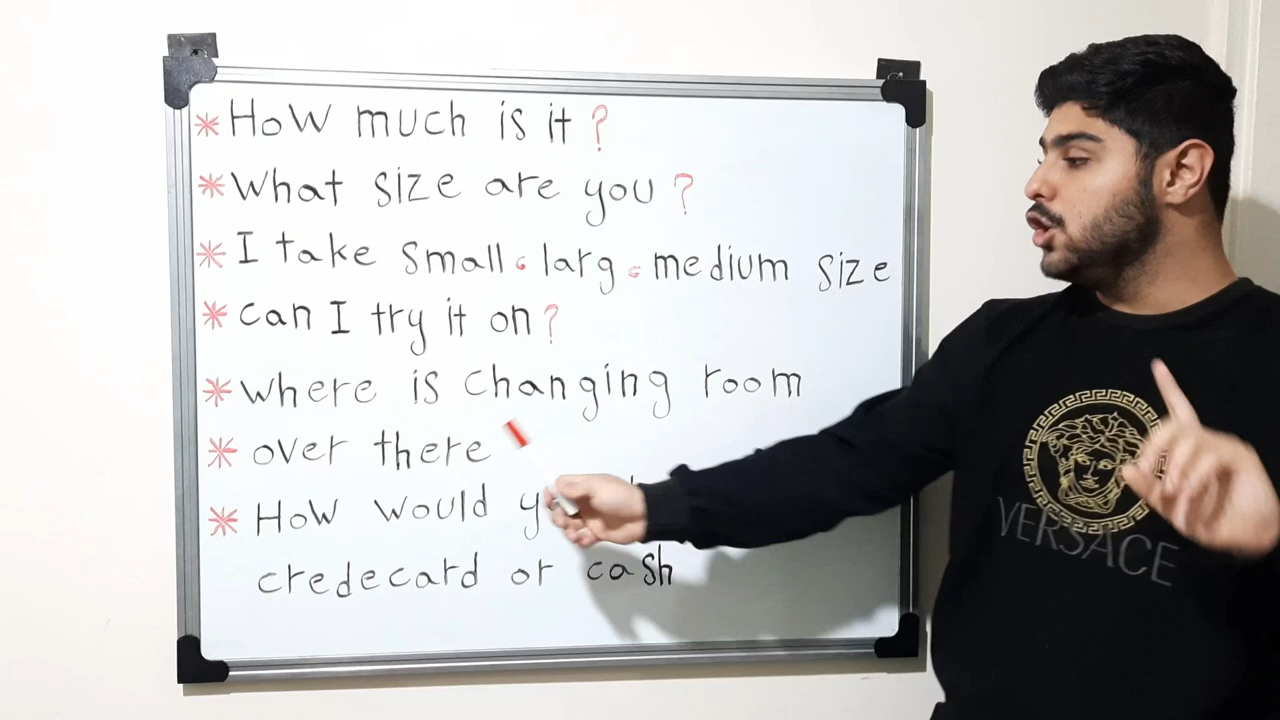 * How much is it?
* What size are you?
* I take small, larg, medium size
* can I try it on?
* where is changing room
* over there
* How would
credecard or cash
VERSACE